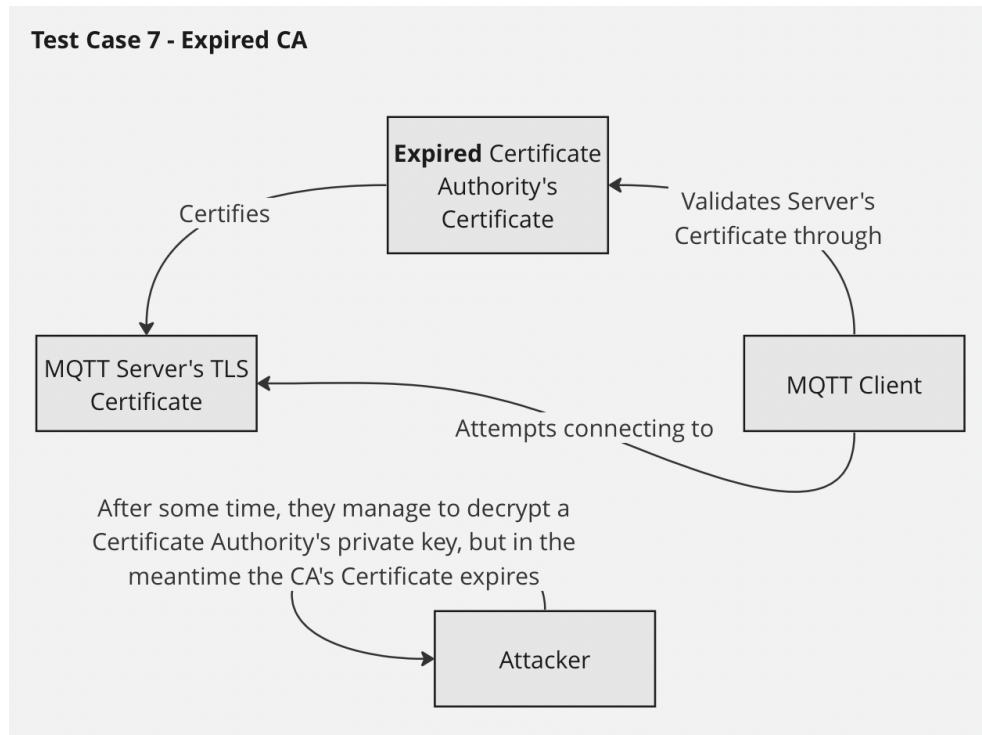 Test Case 7 - Expired CA
Expired Certificate
Authority's
Certificate
Certifies
Validates Server's
Certificate through
MQTT Server's TLS
Certificate
MQTT Client
Attempts connecting to
After some time, they manage to decrypt a
Certificate Authority's private key, but in the
meantime the CA's Certificate expires
Attacker